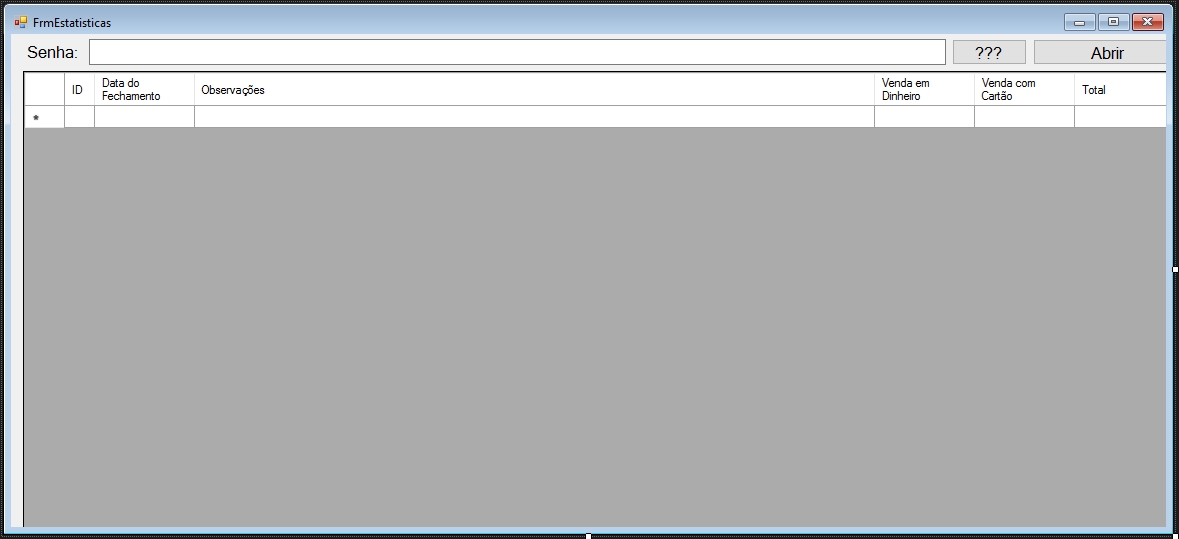 FrmEstatisticas
Senha:
???
Abrir
ID
Data do
Fechamento
Observações
Venda em
Dinheiro
Venda com
Cartão
Total
*